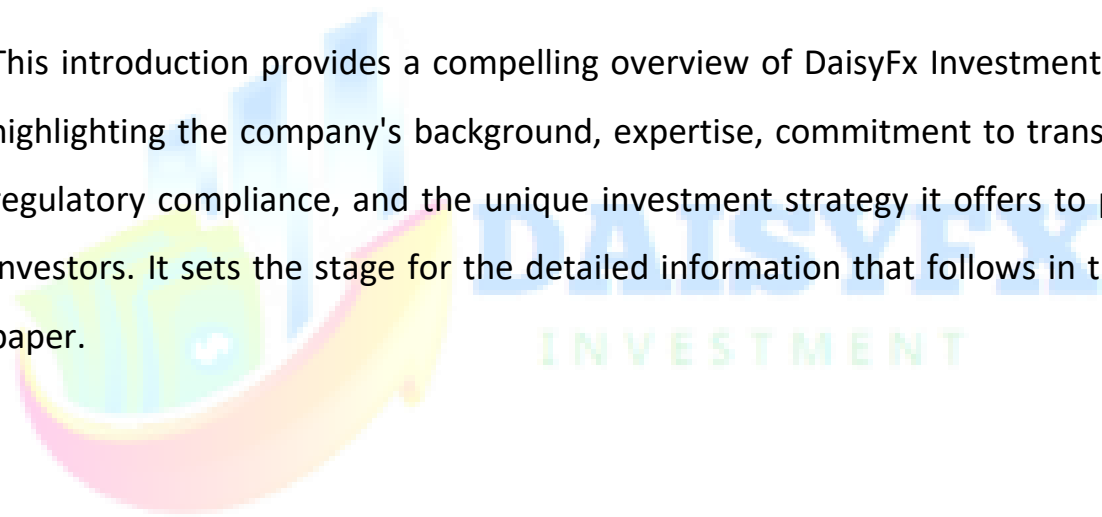 This introduction provides a compelling overview of DaisyFx Investment
highlighting the company's background, expertise, commitment to trans
regulatory compliance, and the unique investment strategy it offers to p
investors. It sets the stage for the detailed information that follows in t
paper.
DAISYFX
INVESTMENT